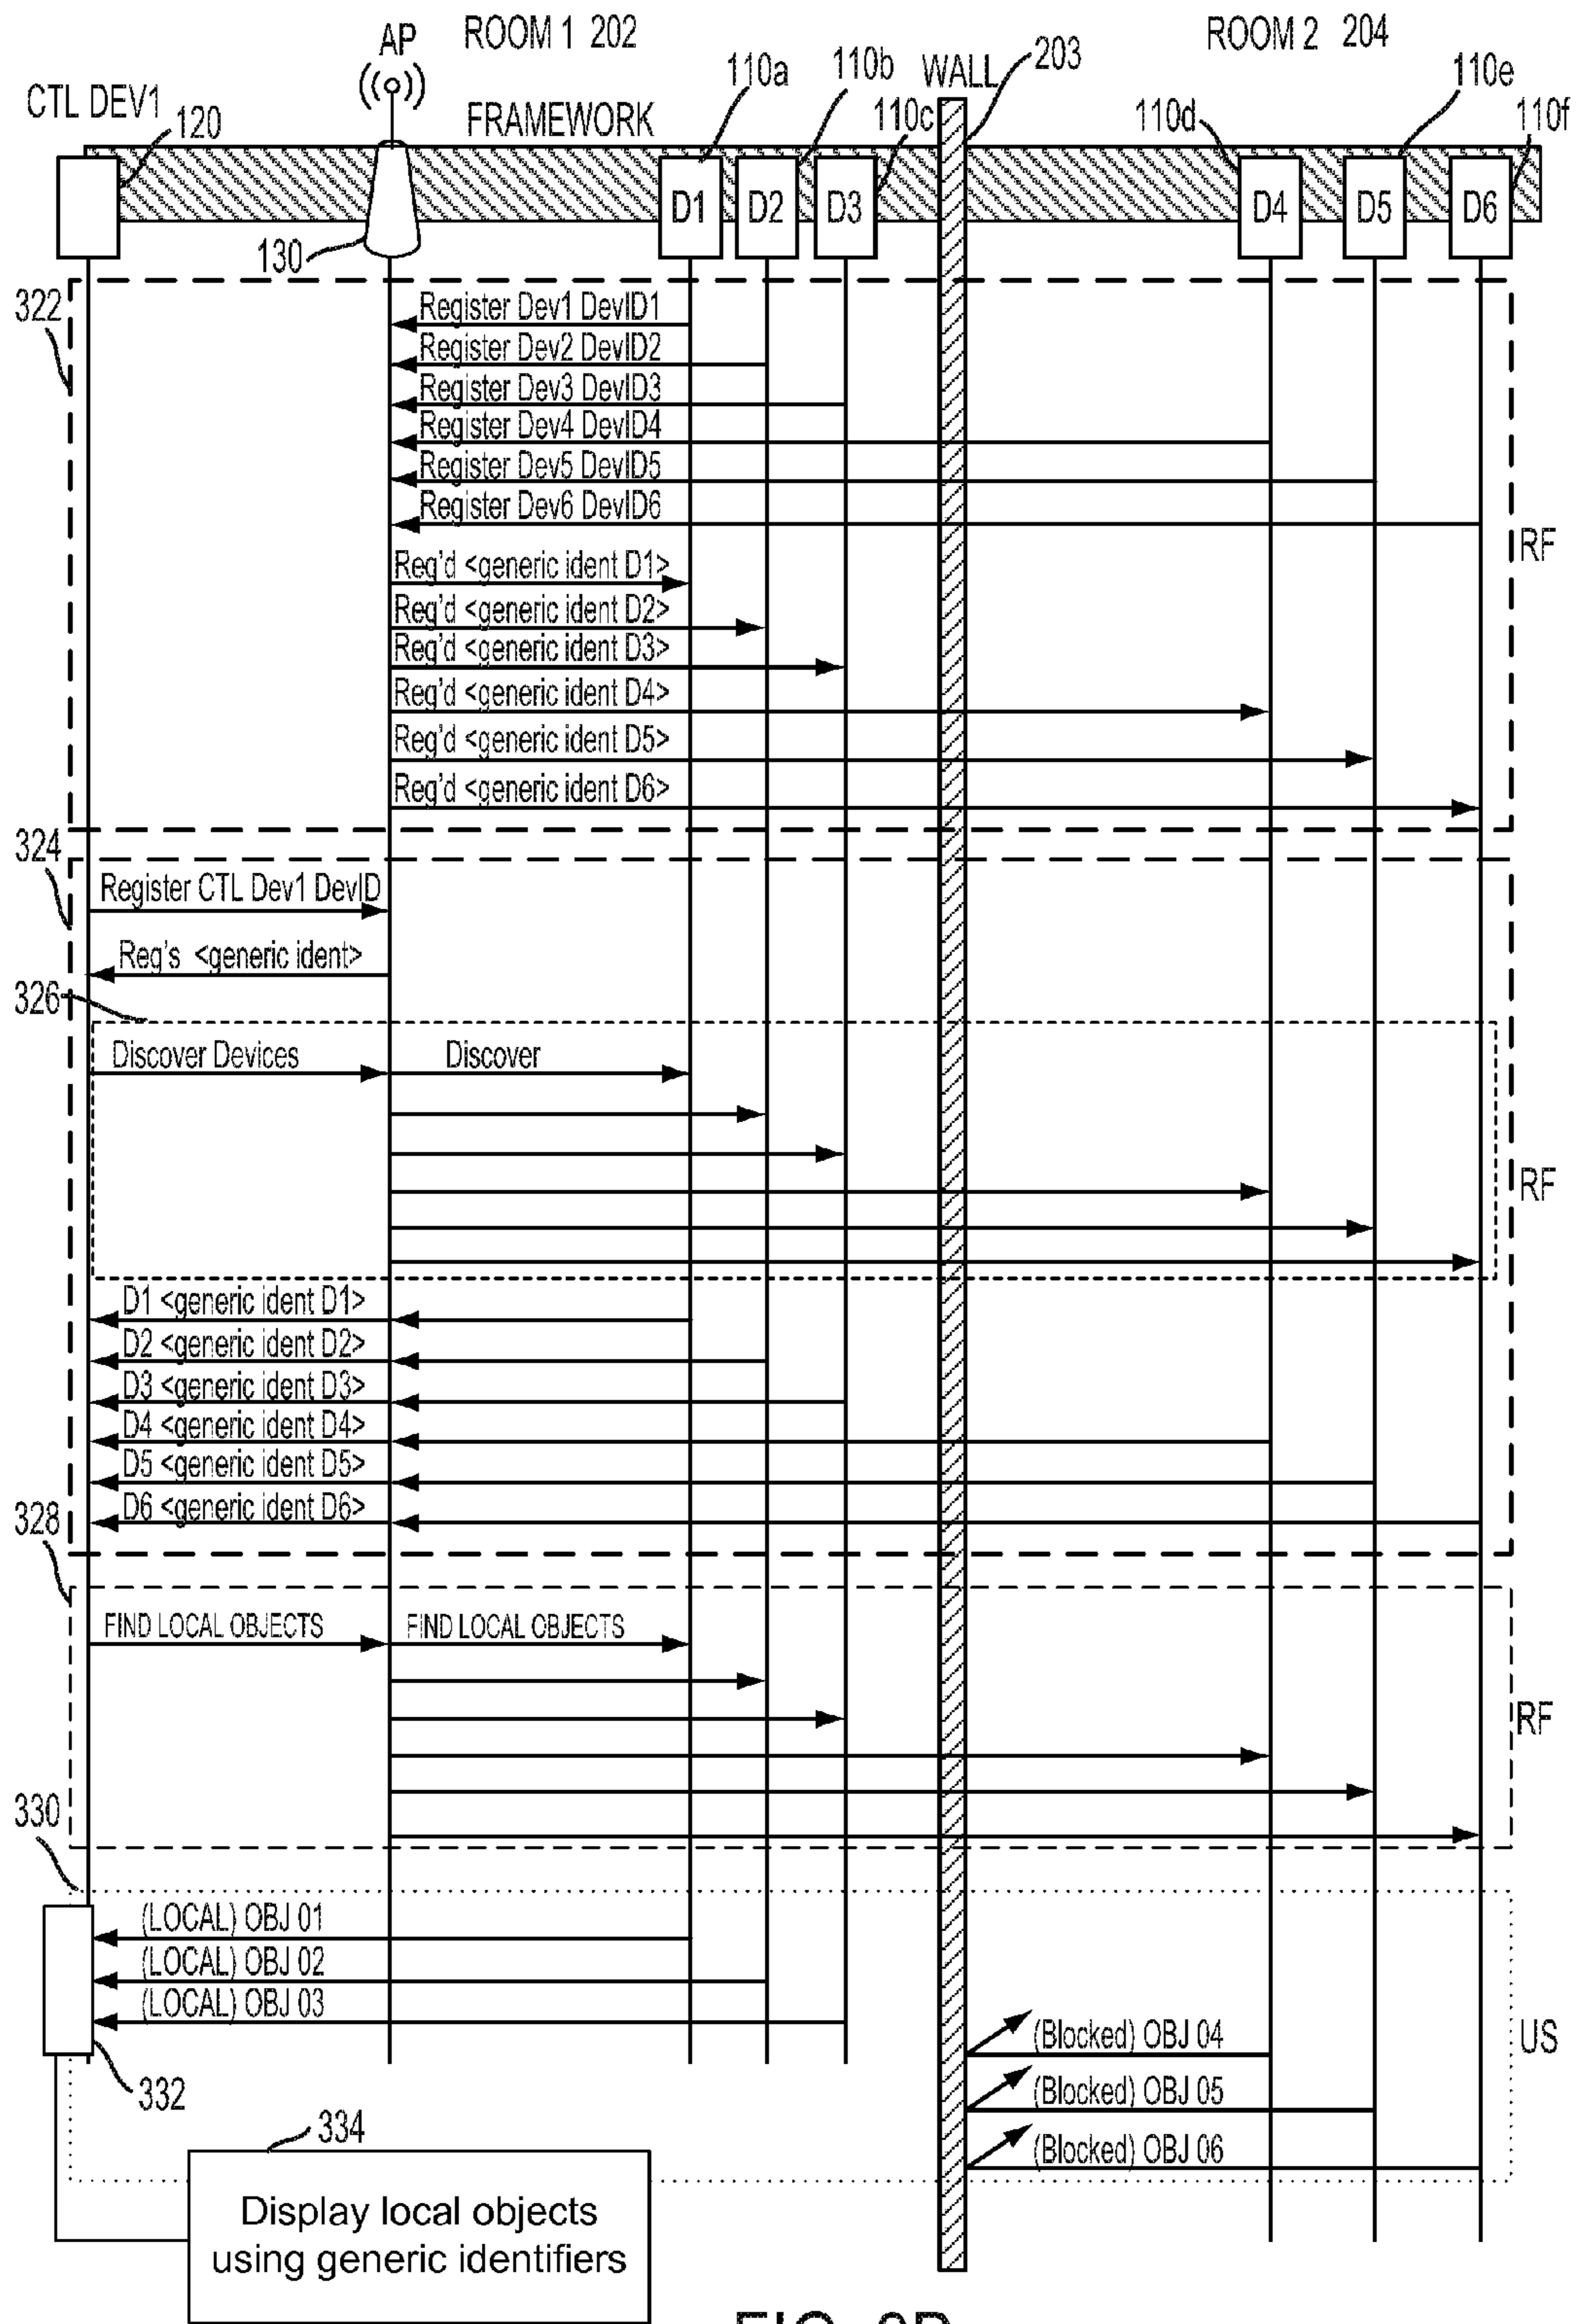 ROOM 1 202
ROOM 2 204
AP
203
110a
110b
WALL
110e
CTL DEV1
120
FRAMEWORK
110c
110d
110f
D1
D2
D3
D4
D5
D6
130
322
Register Dev1 DevID1
Register Dev2 DevID2
Register Dev3 DevID3
Register Dev4 DevID4
Register Dev5 DevID5
Register Dev6 DevID6
RF
Reg'd <generic ident D1>
Reg'd <generic ident D2>
Reg'd <generic ident D3>
Reg'd <generic ident D4>
Reg'd <generic ident D5>
Reg'd <generic ident D6>
324
Register CTL Dev1 DevID
Reg's <generic ident>
326
Discover Devices
Discover
RF
D1 <generic ident D1>
D2 <generic ident D2>
D3 <generic ident D3>
D4 <generic ident D4>
D5 <generic ident D5>
D6 <generic ident D6>
328
FIND LOCAL OBJECTS
FIND LOCAL OBJECTS
RF
330
(LOCAL) OBJ 01
(LOCAL) OBJ 02
(LOCAL) OBJ 03
(Blocked) OBJ 04
US
(Blocked) OBJ 05
332
334
(Blocked) OBJ 06
Display local objects
using generic identifiers